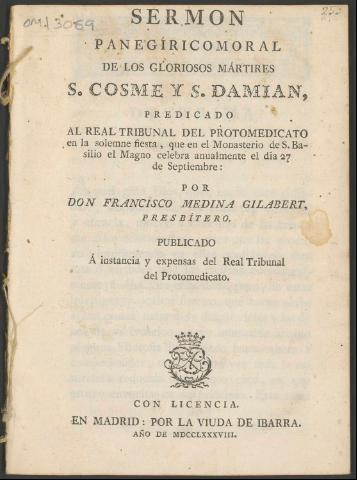 SERMON
PANEGÍRICOMORAL
DE LOS GLORIOSOS MÁRTIRES
S. COSME Y S. DAMIAN,
PREDICADO
AL REAL TRIBUNAL DEL PROTOMEDICATO
en la solemne fiesta, que en el Monasterio de S. Ba-
silio el Magno celebra anualmente el dia 27
de Septiembre:
POR
DON FRANCISCO MEDINA GILABERT,
PRESBÍTERO.
PUBLICADO
Á instancia y expensas del Real Tribunal
del Protomedicato.
CON LICENCIA.
EN MADRID: POR LA VIUDA DE IBARRA.
AÑO DE MDCCLXXXVIII.